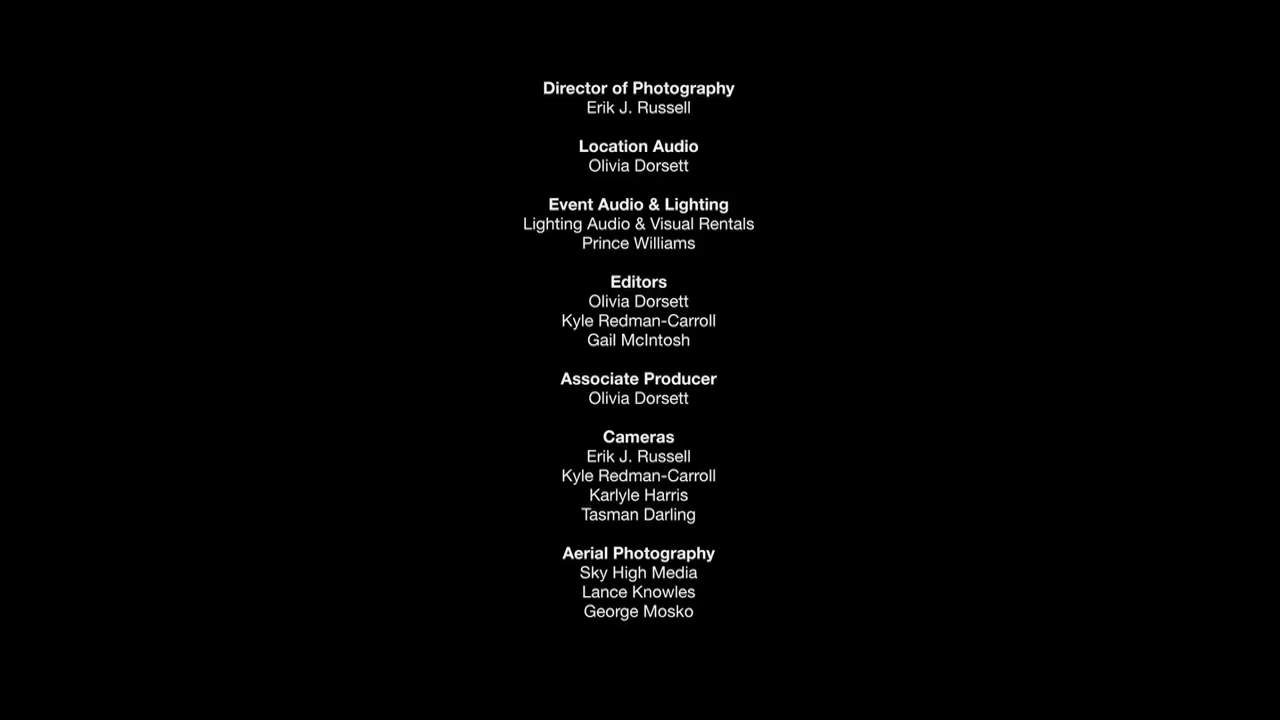 Director of Photography
Erik J. Russell
Location Audio
Olivia Dorsett
Event Audio & Lighting
Lighting Audio & Visual Rentals
Prince Williams
Editors
Olivia Dorsett
Kyle Redman-Carroll
Gail McIntosh
Associate Producer
Olivia Dorsett
Cameras
Erik J. Russell
Kyle Redman-Carroll
Karlyle Harris
Tasman Darling
Aerial Photography
Sky High Media
Lance Knowles
George Mosko